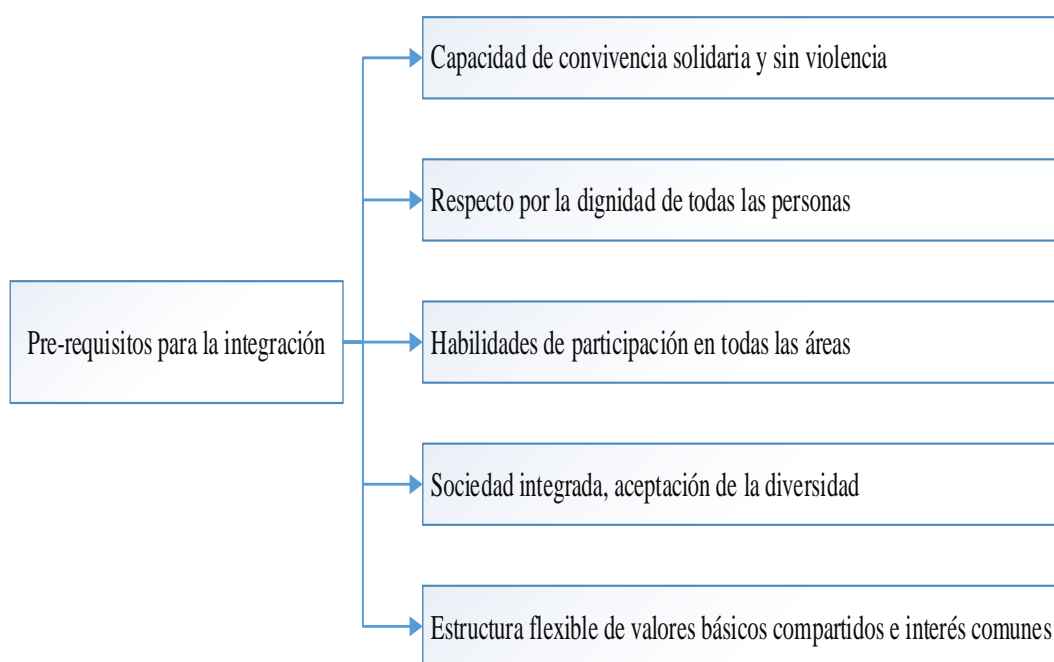 Capacidad de convivencia solidaria y sin violencia
Respecto por la dignidad de todas las personas
Pre-requisitos para la integración
Habilidades de participación en todas las áreas
Sociedad integrada, aceptación de la diversidad
Estructura flexible de valores básicos compartidos e interés comunes